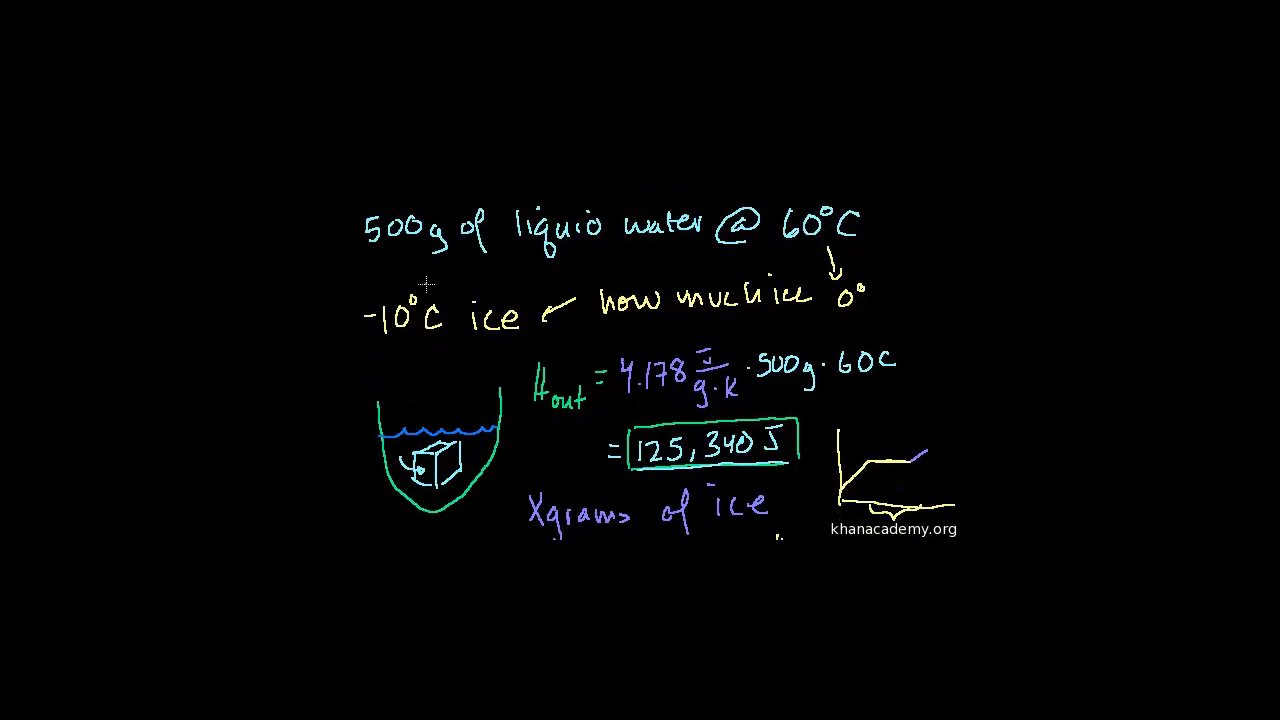 500g of liquid water @ 60°C
-10°C ice how much ice 0°
Hout = 4.178 J/g·K · 500g · 60C
= 125,340 J
X grams of ice
khanacademy.org